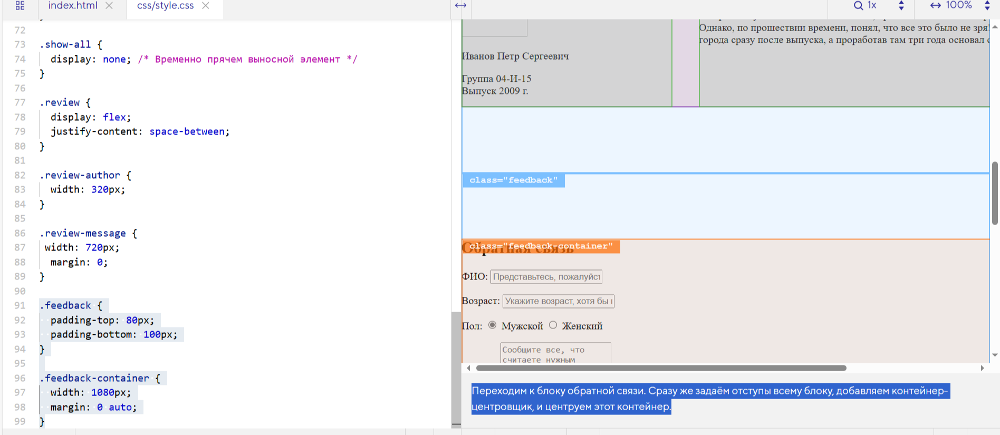 index.html
css/style.css
1x
100%
72
73 .show-all {
74 display: none; /* Временно прячем выносной элемент */
75 }
76
77 .review {
78 display: flex;
79 justify-content: space-between;
80 }
81
82 .review-author {
83 width: 320px;
84 }
85
86 .review-message {
87 width: 720px;
88 margin: 0;
89 }
90
91 .feedback {
92 padding-top: 80px;
93 padding-bottom: 100px;
94 }
95
96 .feedback-container {
97 width: 1080px;
98 margin: 0 auto;
99 }
Однако, по прошествии времени, понял, что все это было не зря
города сразу после выпуска, а проработав там три года основал
Иванов Петр Сергеевич
Группа 04-И-15
Выпуск 2009 г.
class="feedback"
class="feedback-container"
Обратная связь
ФИО: Представьтесь, пожалуйст
Возраст: Укажите возраст, хотя бы
Пол: Мужской Женский
Сообщите все, что
считаете нужным
Переходим к блоку обратной связи. Сразу же задаём отступы всему блоку, добавляем контейнер-
центровщик, и центруем этот контейнер.